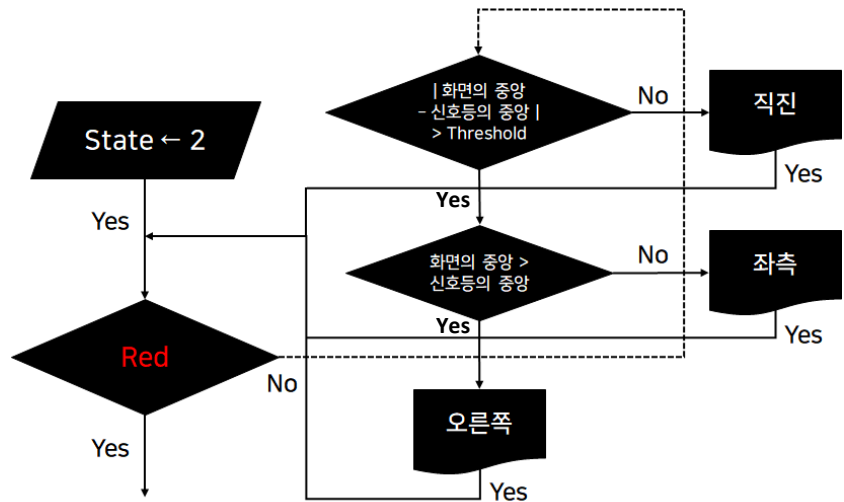 | 화면의 중앙
– 신호등의 중앙 |
> Threshold
No
직진
State ← 2
Yes
Yes
Yes
화면의 중앙 >
신호등의 중앙
No
좌측
Yes
Yes
Red
No
오른쪽
Yes
Yes